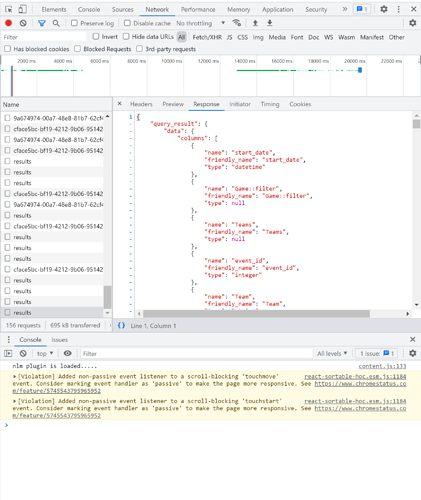 Elements Console Sources Network Performance Memory Application Security » 1
Preserve log Disable cache No throttling
Filter Invert Hide data URLs All Fetch/XHR JS CSS Img Media Font Doc WS Wasm Manifest Other
Has blocked cookies Blocked Requests 3rd-party requests
2000 ms 4000 ms 6000 ms 8000 ms 10000 ms 12000 ms 14000 ms 16000 ms 18000 ms 20000 ms 22000
Name
9a674974-00a7-48e8-81b7-62cf
cface5bc-bf19-4212-9b06-95142
cface5bc-bf19-4212-9b06-95142
results
results
results
cface5bc-bf19-4212-9b06-95142
9a674974-00a7-48e8-81b7-62cf
cface5bc-bf19-4212-9b06-95142
results
results
results
cface5bc-bf19-4212-9b06-95142
results
results
results
results
156 requests 695 kB transferred
Headers Preview Response Initiator Timing Cookies
1 {
"query_result": {
"data": {
"columns": [
{
"name": "start_date",
"friendly_name": "start_date",
"type": "datetime"
},
{
"name": "Game::filter",
"friendly_name": "Game::filter",
"type": null
},
{
"name": "Teams",
"friendly_name": "Teams",
"type": null
},
{
"name": "event_id",
"friendly_name": "event_id",
"type": "integer"
},
{
"name": "Team",
"friendly_name": "Team",
{} Line 1, Column 1
Console Issues
top Filter All levels 1 Issue: 1
nlm plugin is loaded..... content.js:133
[Violation] Added non-passive event listener to a scroll-blocking 'touchmove' react-sortable-hoc.esm.js:1184
event. Consider marking event handler as 'passive' to make the page more responsive. See https://www.chromestatus.co
m/feature/5745543795965952
[Violation] Added non-passive event listener to a scroll-blocking 'touchstart' react-sortable-hoc.esm.js:1184
event. Consider marking event handler as 'passive' to make the page more responsive. See https://www.chromestatus.co
m/feature/5745543795965952